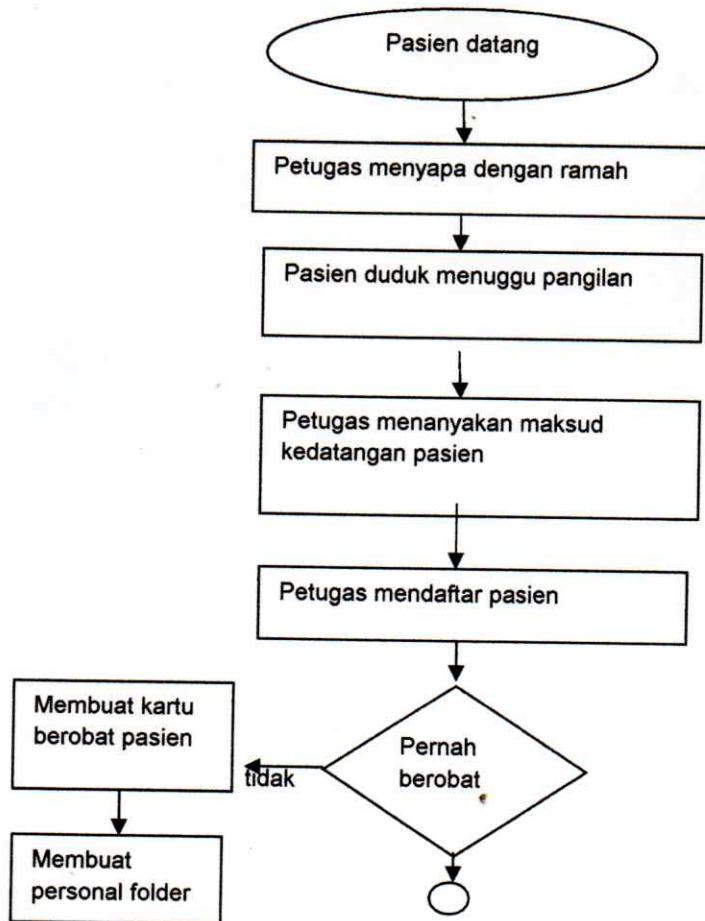 Pasien datang
Petugas menyapa dengan ramah
Pasien duduk menuggu pangilan
Petugas menanyakan maksud
kedatangan pasien
Petugas mendaftar pasien
Membuat kartu
berobat pasien
tidak
Pernah
berobat
Membuat
personal folder